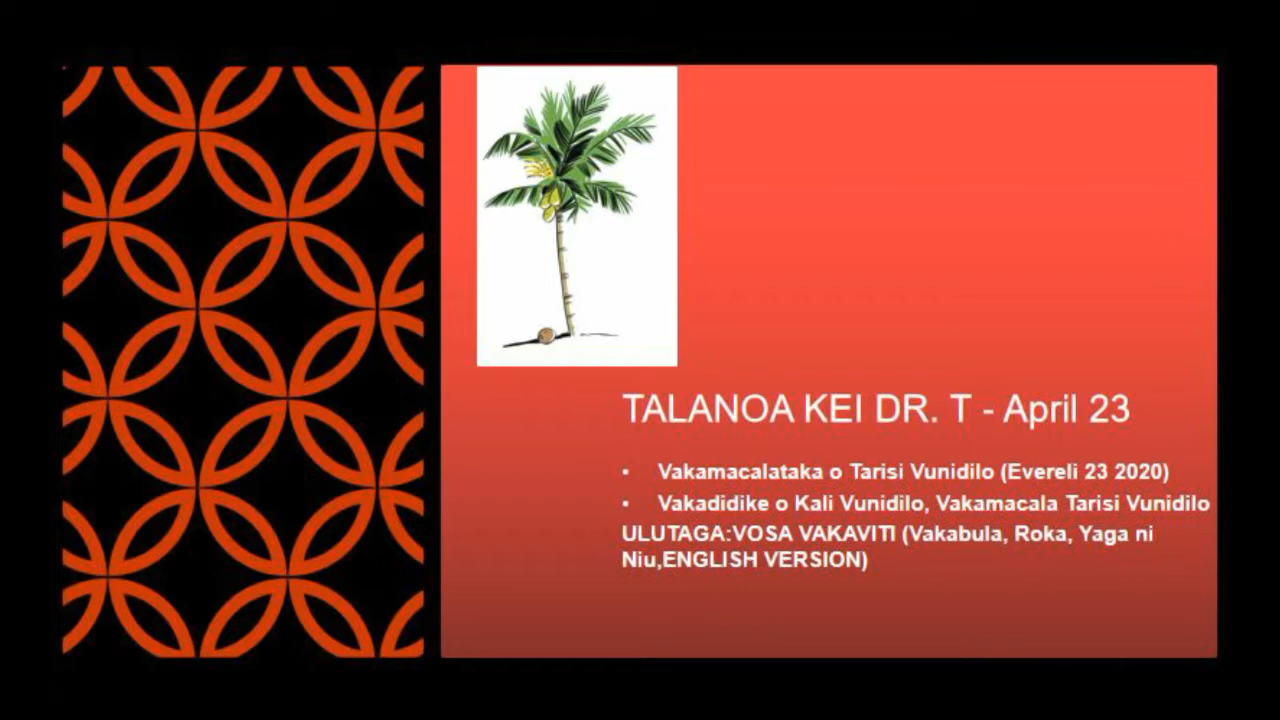 TALANOA KEI DR. T - April 23
• Vakamacalataka o Tarisi Vunidilo (Evereli 23 2020)
• Vakadidike o Kali Vunidilo, Vakamacala Tarisi Vunidilo
ULUTAGA:VOSA VAKAVITI (Vakabula, Roka, Yaga ni
Niu,ENGLISH VERSION)